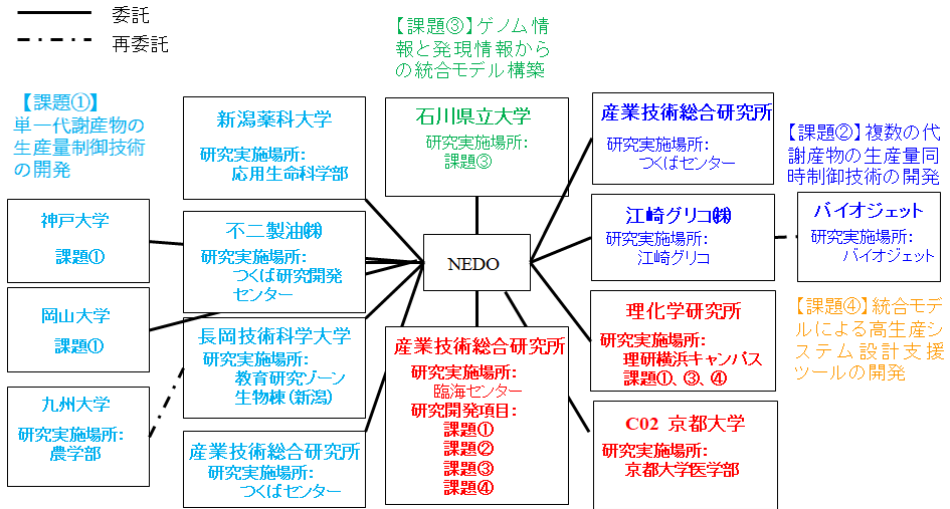 委託
再委託
【課題③】ゲノム情
報と発現情報から
の統合モデル構築
【課題①】
単一代謝産物の
生産量制御技術
の開発
新潟薬科大学
研究実施場所:
応用生命科学部
石川県立大学
研究実施場所:
課題③
産業技術総合研究所
研究実施場所:
つくばセンター
【課題②】複数の代
謝産物の生産量同
時制御技術の開発
神戸大学
課題①
不二製油㈱
研究実施場所:
つくば研究開発
センター
NEDO
江崎グリコ㈱
研究実施場所:
江崎グリコ
バイオジェット
研究実施場所:
バイオジェット
岡山大学
課題①
長岡技術科学大学
研究実施場所:
教育研究ゾーン
生物棟(新潟)
産業技術総合研究所
研究実施場所:
臨海センター
研究開発項目:
課題①
課題②
課題③
課題④
理化学研究所
研究実施場所:
理研横浜キャンパス
課題①、③、④
【課題④】統合モデ
ルによる高生産シ
ステム設計支援
ツールの開発
九州大学
研究実施場所:
農学部
産業技術総合研究所
研究実施場所:
つくばセンター
C02 京都大学
研究実施場所:
京都大学医学部